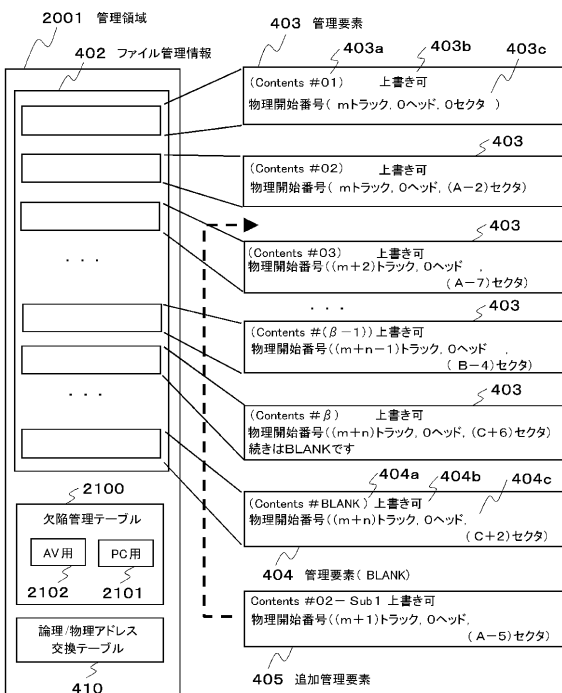 2001 管理領域
402 ファイル管理情報
・・・
・・・
2100
欠陥管理テーブル
AV用
PC用
2102
2101
論理/物理アドレス
交換テーブル
410
403 管理要素
403a
403b
403c
(Contents #01) 上書き可
物理開始番号( mトラック, 0ヘッド, 0セクタ )
403
(Contents #02) 上書き可
物理開始番号( mトラック, 0ヘッド, (A-2)セクタ)
403
(Contents #03) 上書き可
物理開始番号((m+2)トラック, 0ヘッド ,
(A-7)セクタ)
・・・
403
(Contents #(β-1)) 上書き可
物理開始番号((m+n-1)トラック, 0ヘッド ,
(B-4)セクタ)
403
(Contents #β) 上書き可
物理開始番号((m+n)トラック, 0ヘッド, (C+6)セクタ)
続きはBLANKです
404a
404b
404c
(Contents #BLANK) 上書き可
物理開始番号((m+n)トラック, 0ヘッド,
(C+2)セクタ)
404 管理要素(BLANK)
Contents #02-Sub1 上書き可
物理開始番号((m+1)トラック, 0ヘッド,
(A-5)セクタ)
405 追加管理要素